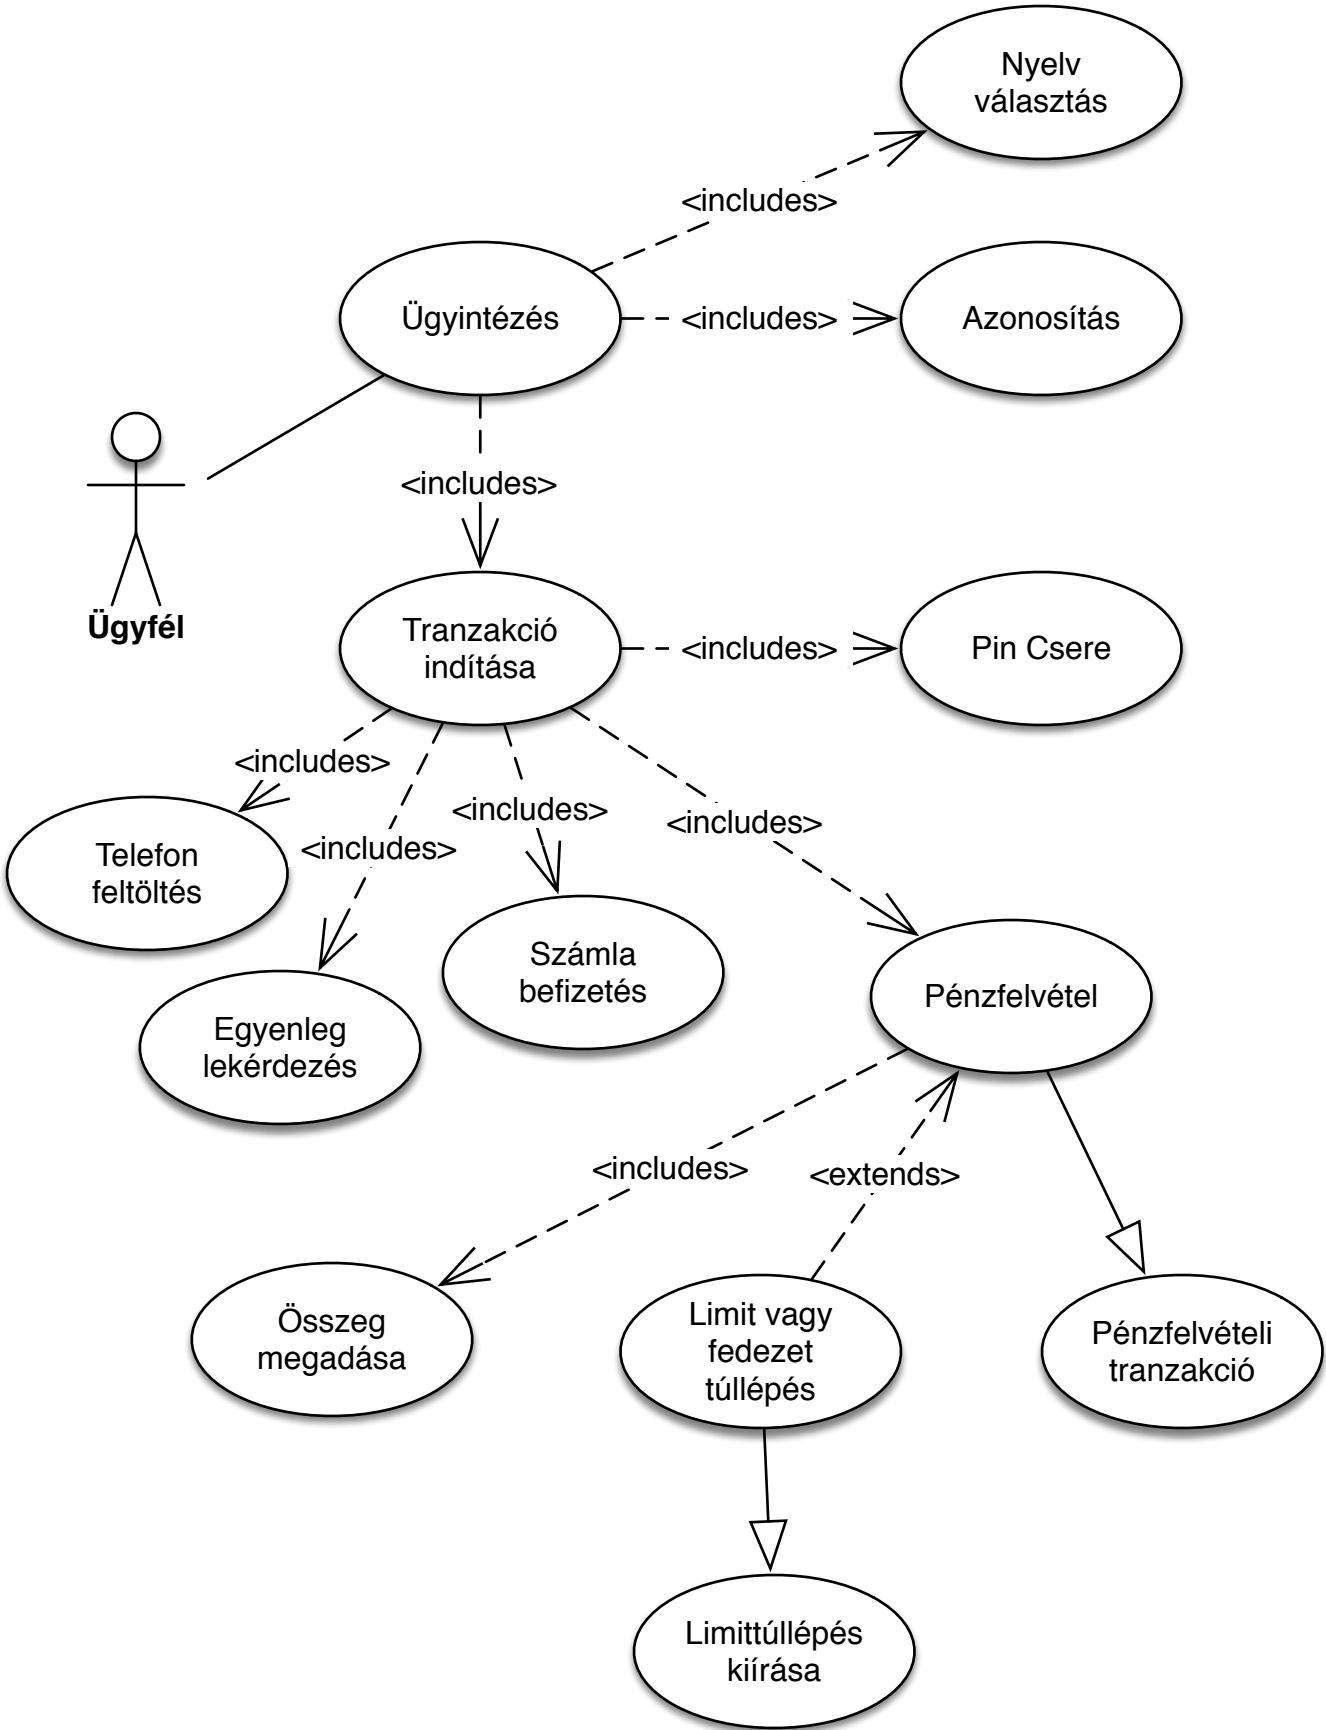 Nyelv
választás
<includes>
Ügyintézés
<includes>
Azonosítás
<includes>
Ügyfél
Tranzakció
indítása
<includes>
Pin Csere
<includes>
<includes>
<includes>
<includes>
Telefon
feltöltés
Számla
befizetés
Pénzfelvétel
Egyenleg
lekérdezés
<includes>
<extends>
Összeg
megadása
Limit vagy
fedezet
túllépés
Pénzfelvételi
tranzakció
Limittúllépés
kiírása